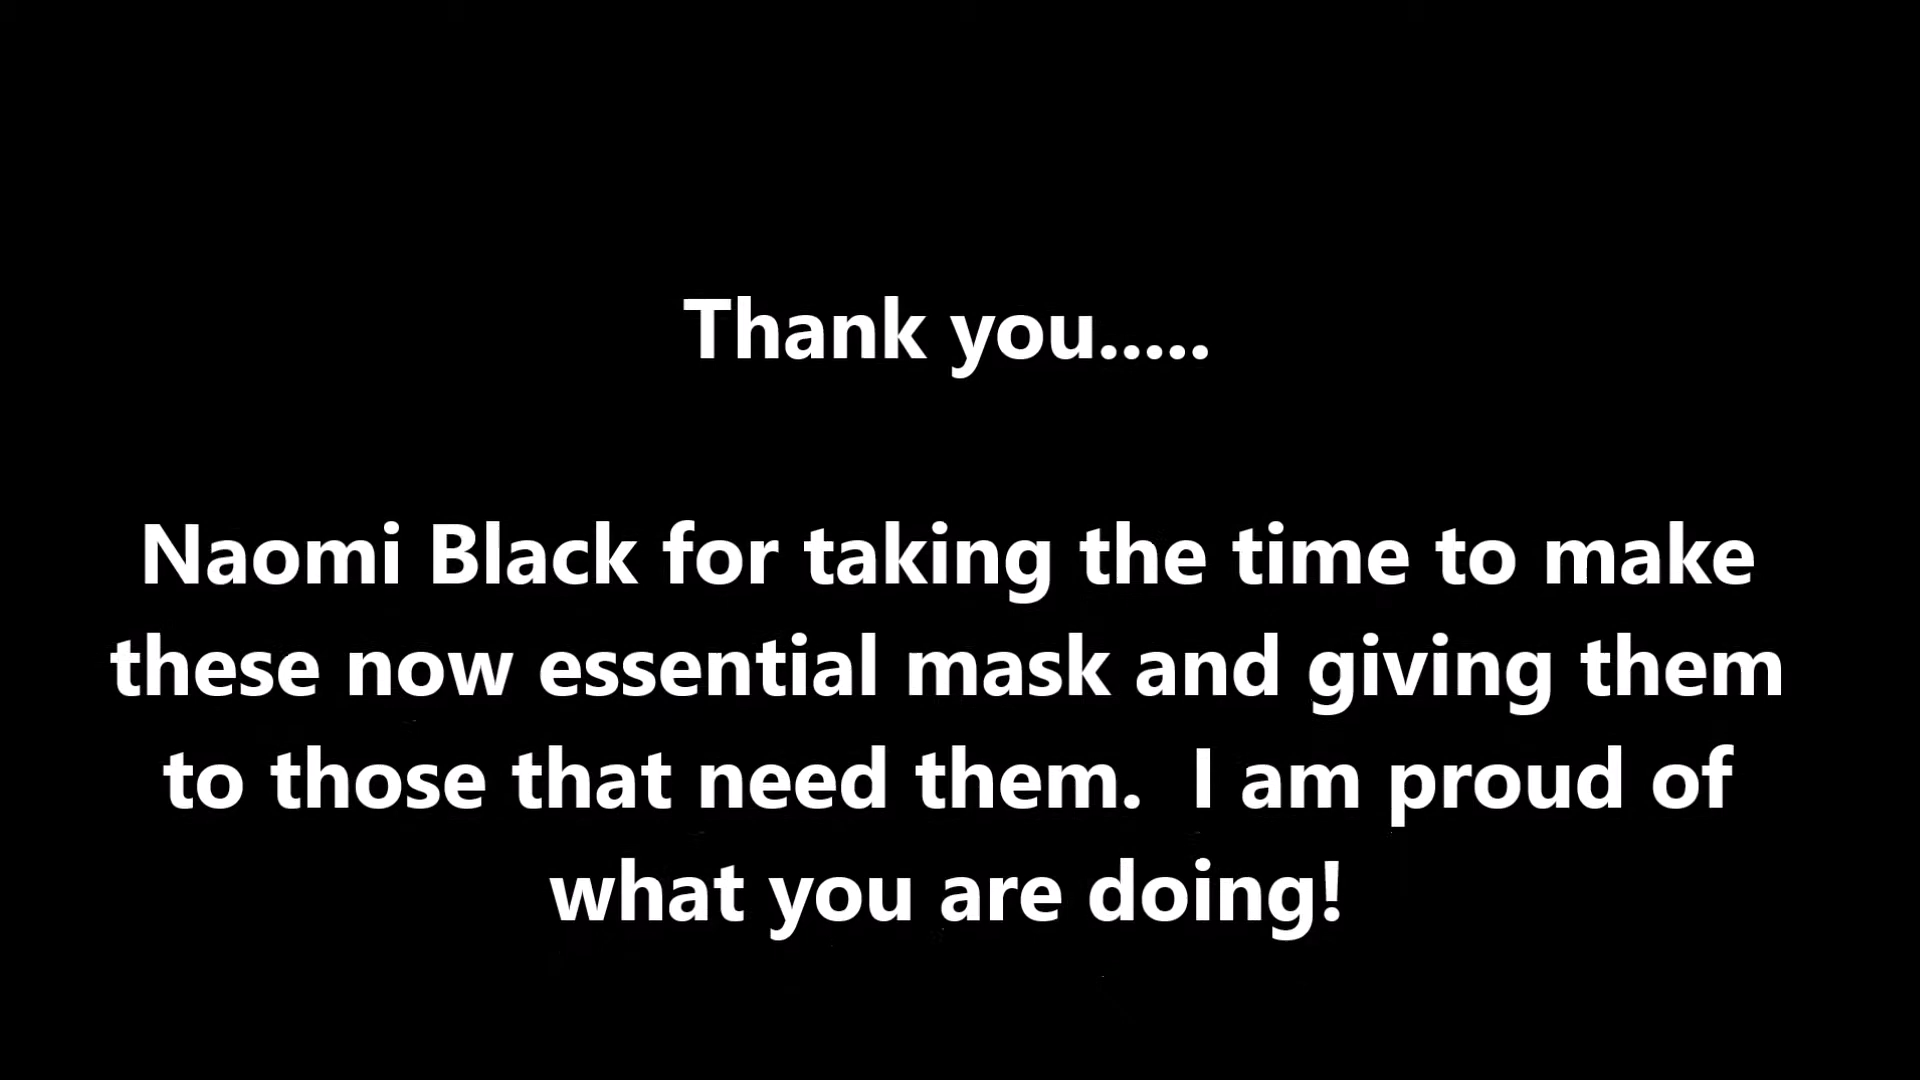 Thank you.....
Naomi Black for taking the time to make
these now essential mask and giving them
to those that need them.  I am proud of
what you are doing!